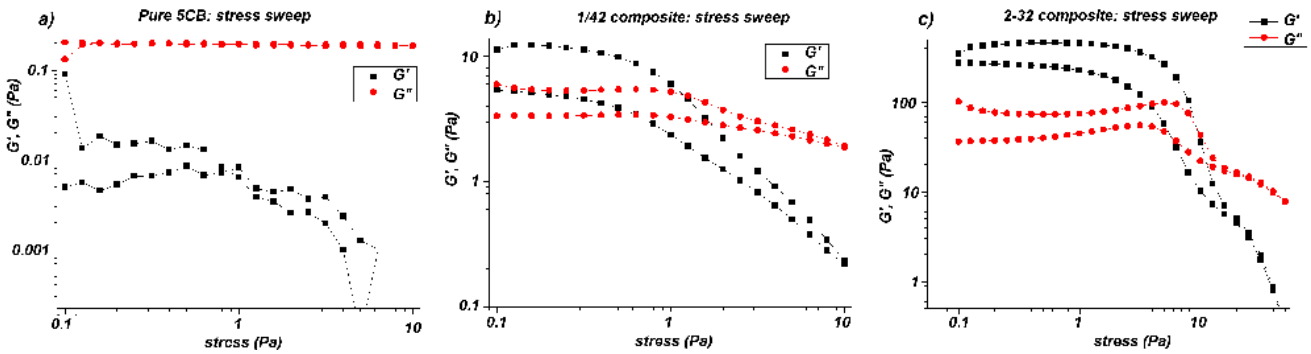 a) Pure 5CB: stress sweep
G'
G"
0.1
0.01
0.001
G', G" (Pa)
0.1 1 10
stress (Pa)
b) 1/42 composite: stress sweep
G'
G"
10
1
0.1
G', G" (Pa)
0.1 1 10
stress (Pa)
c) 2-32 composite: stress sweep
G'
G"
100
10
1
G', G" (Pa)
0.1 1 10
stress (Pa)